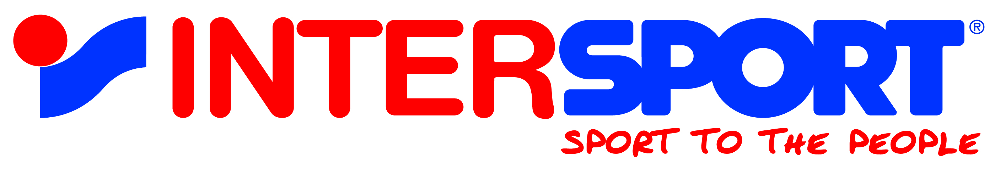 INTERSPORT®
SPORT TO THE PEOPLE